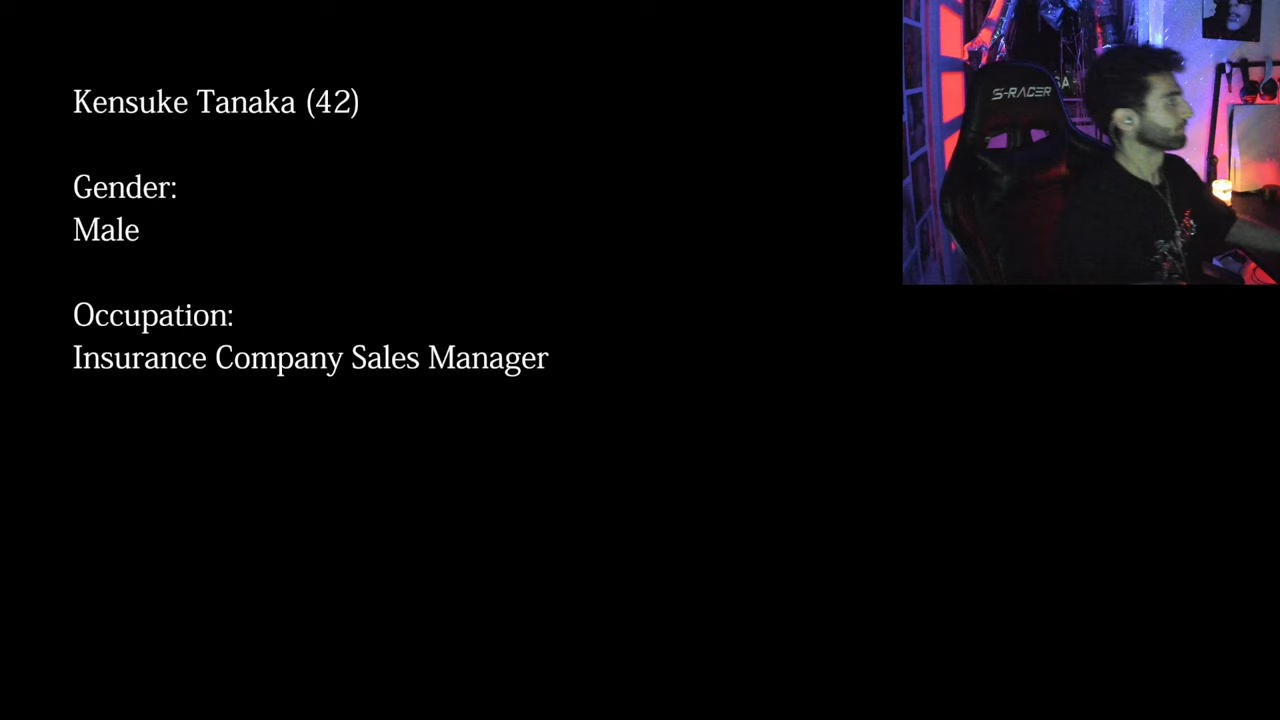 Kensuke Tanaka (42)
Gender:
Male
Occupation:
Insurance Company Sales Manager
S-RACER